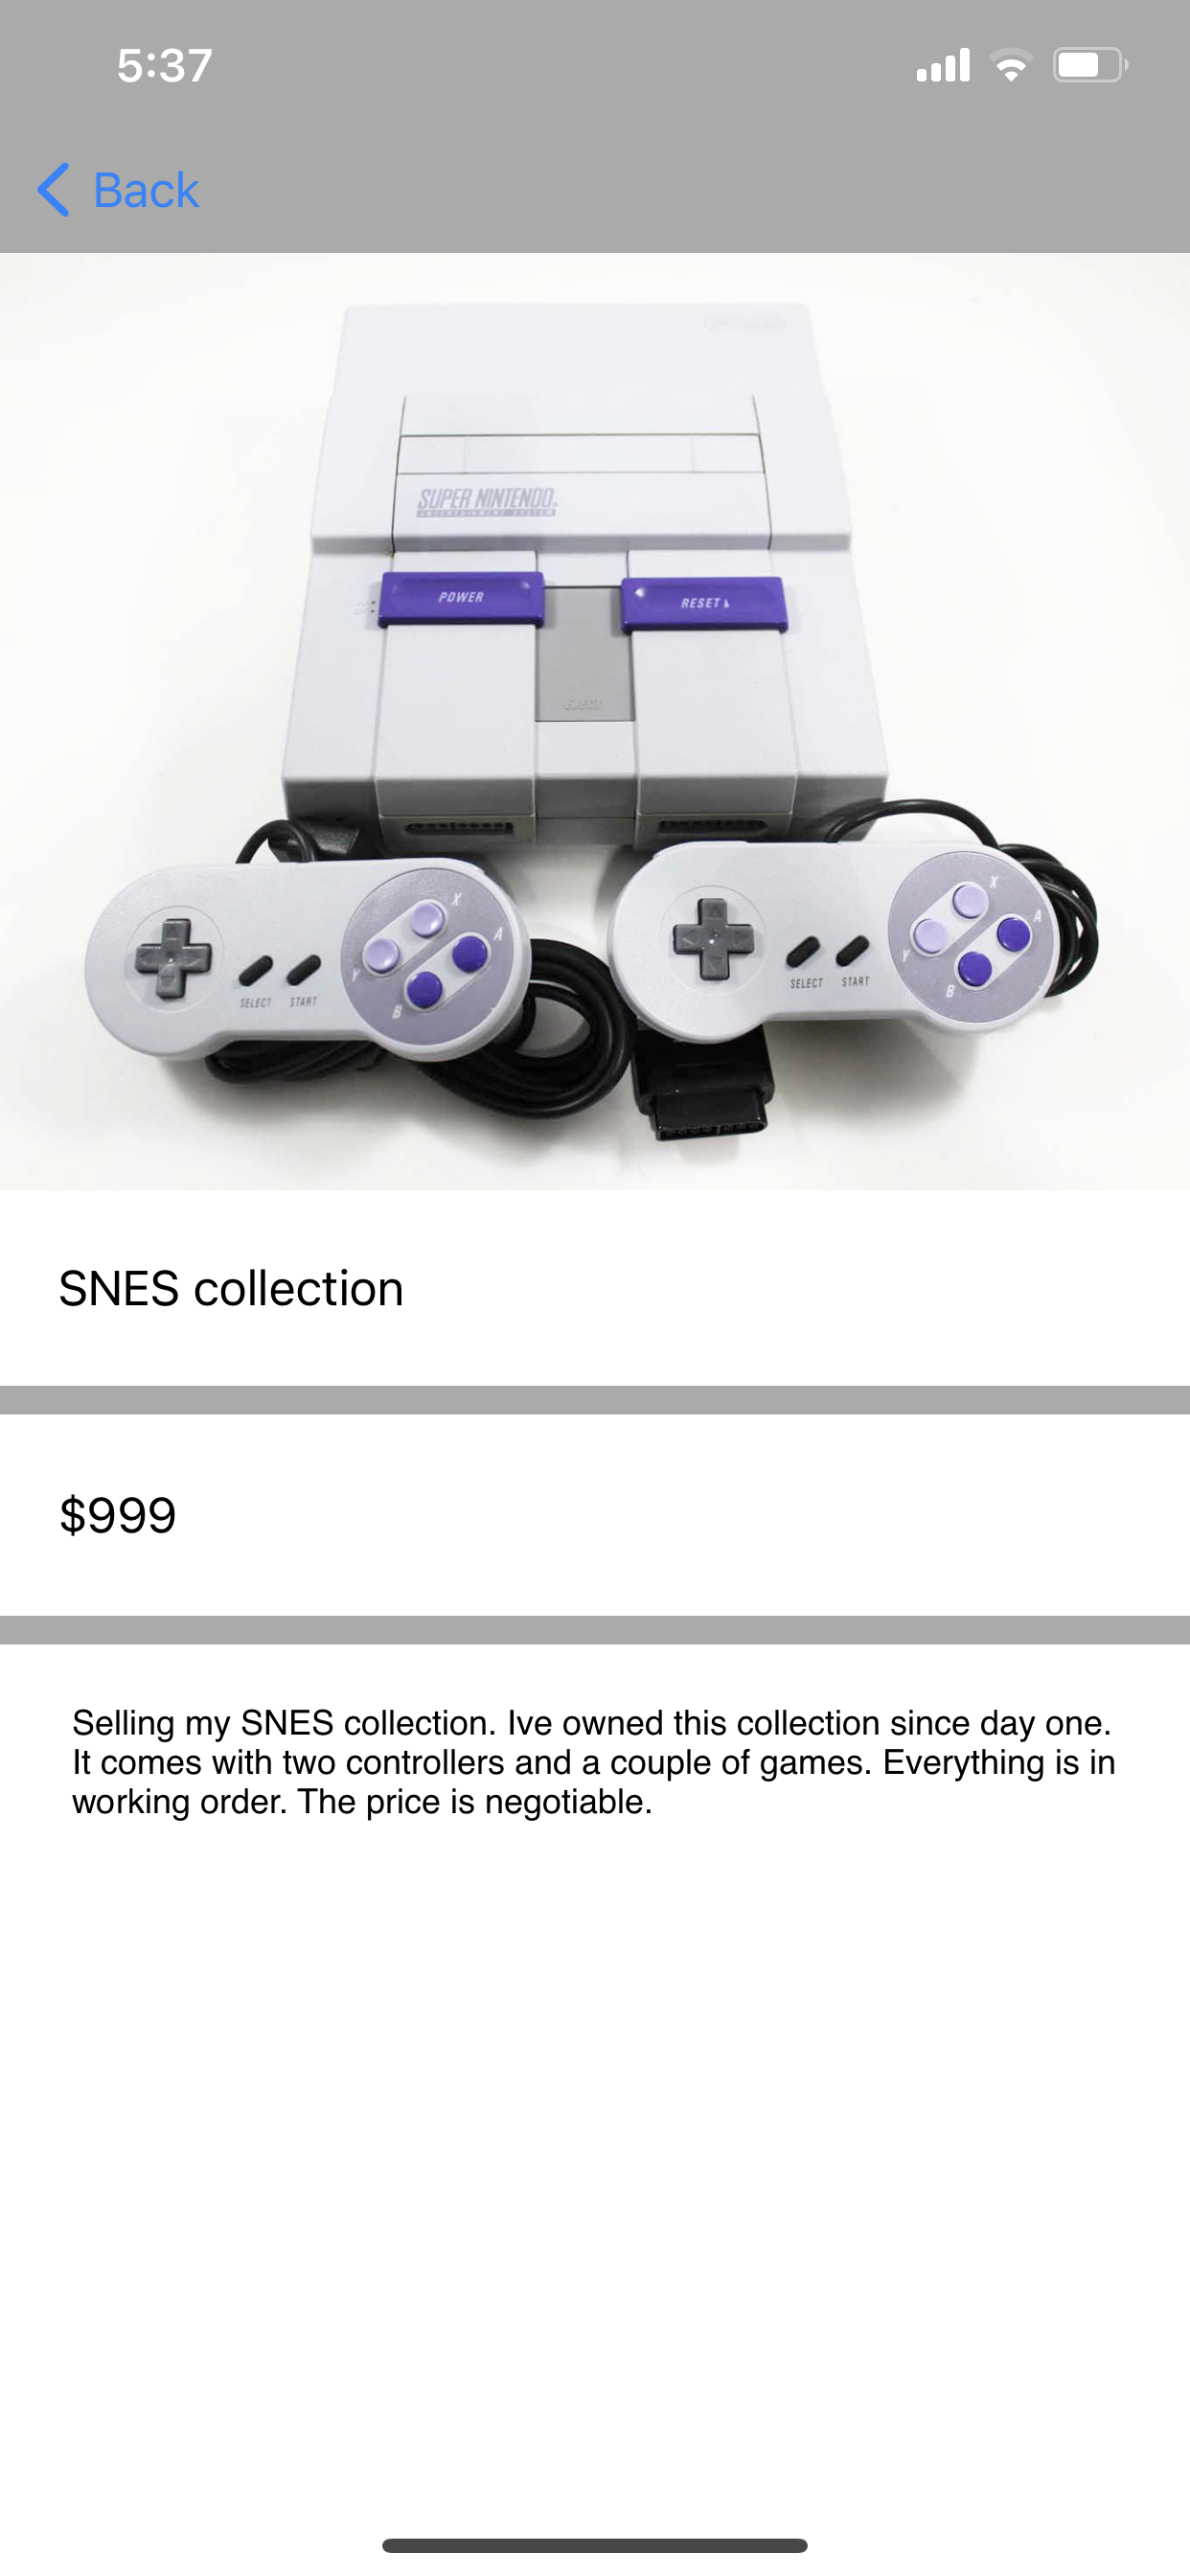 5:37
Back
SUPER NINTENDO
ENTERTAINMENT SYSTEM
POWER
RESET
EJECT
X
A
Y
B
SELECT START
X
A
Y
B
SELECT START
SNES collection
$999
Selling my SNES collection. Ive owned this collection since day one.
It comes with two controllers and a couple of games. Everything is in
working order. The price is negotiable.